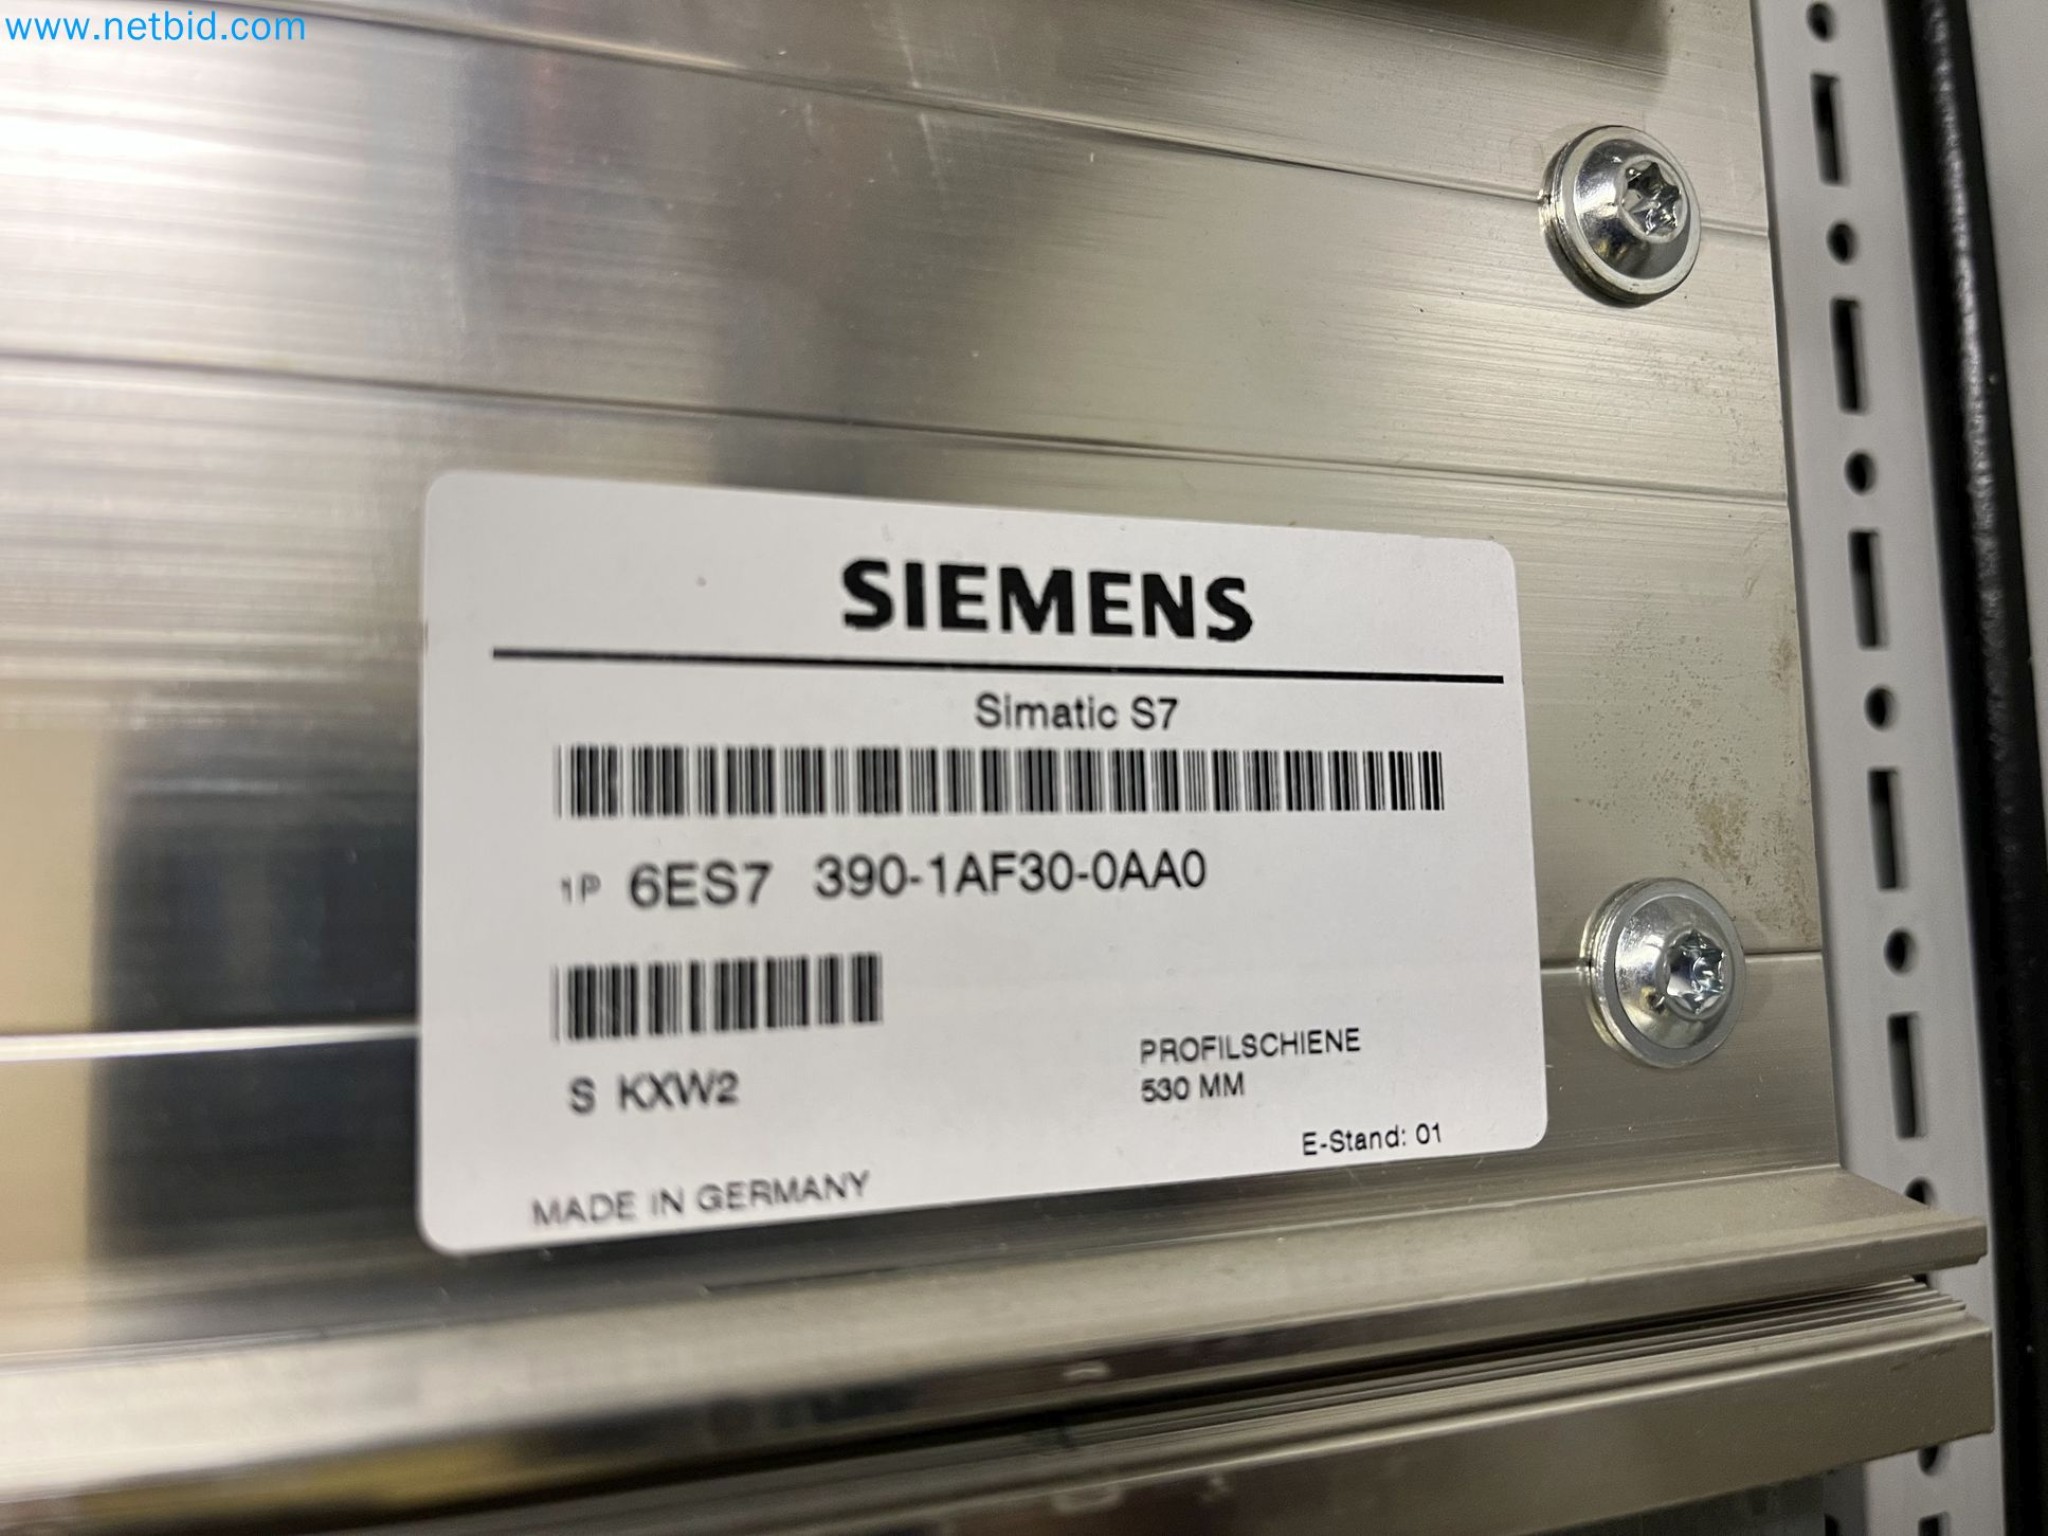 www.netbid.com
SIEMENS
Simatic S7
1P 6ES7 390-1AF30-0AA0
S KXW2
PROFILSCHIENE
530 MM
E-Stand: 01
MADE IN GERMANY